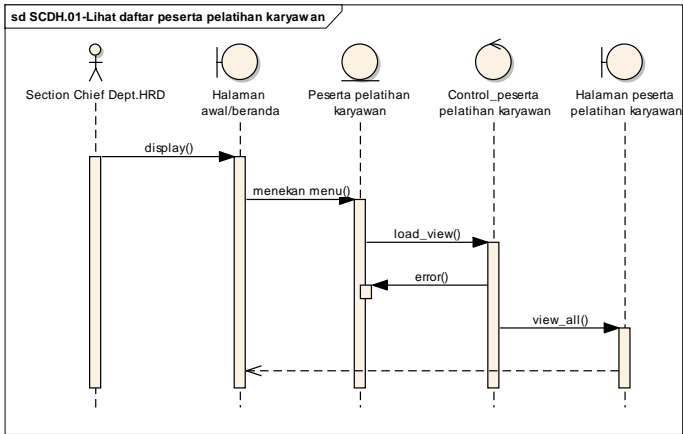 sd SCDH.01-Lihat daftar peserta pelatihan karyawan
Section Chief Dept.HRD
Halaman
awal/beranda
Peserta pelatihan
karyawan
Control_peserta
pelatihan karyawan
Halaman peserta
pelatihan karyawan
display()
menekan menu()
load_view()
error()
view_all()